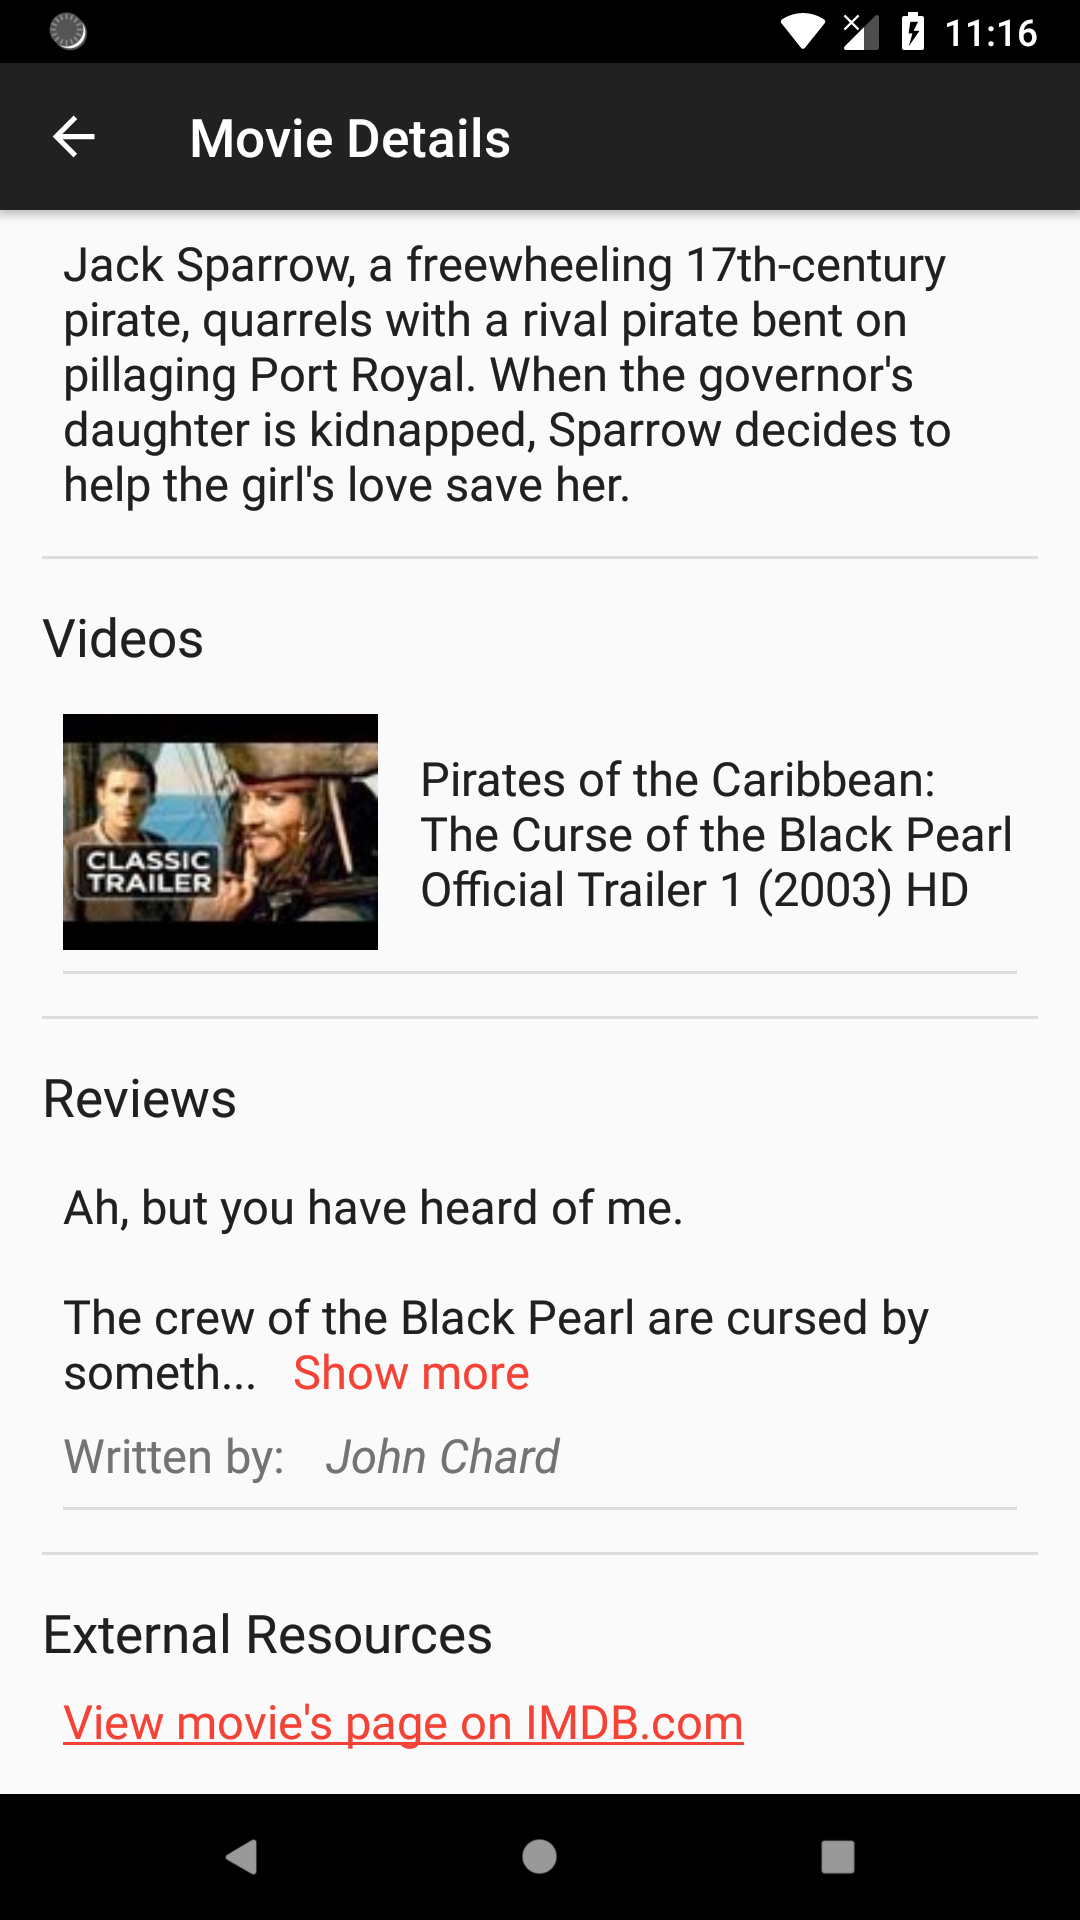 11:16
Movie Details
Jack Sparrow, a freewheeling 17th-century
pirate, quarrels with a rival pirate bent on
pillaging Port Royal. When the governor's
daughter is kidnapped, Sparrow decides to
help the girl's love save her.
Videos
CLASSIC
TRAILER
Pirates of the Caribbean:
The Curse of the Black Pearl
Official Trailer 1 (2003) HD
Reviews
Ah, but you have heard of me.
The crew of the Black Pearl are cursed by
someth... Show more
Written by: John Chard
External Resources
View movie's page on IMDB.com